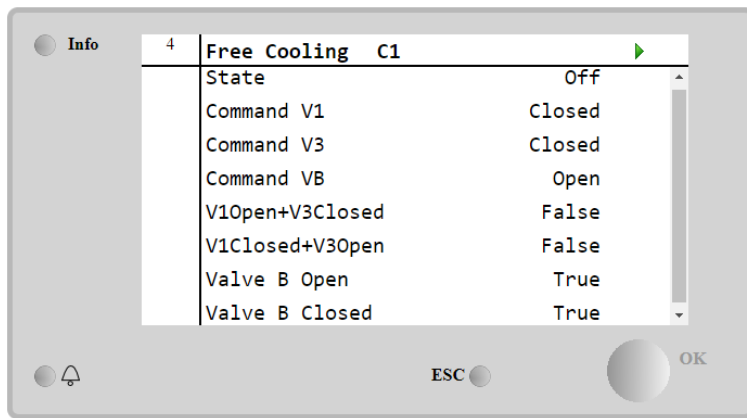 Info
4 Free Cooling C1
State Off
Command V1 Closed
Command V3 Closed
Command VB Open
V1Open+V3Closed False
V1Closed+V3Open False
Valve B Open True
Valve B Closed True
ESC
OK